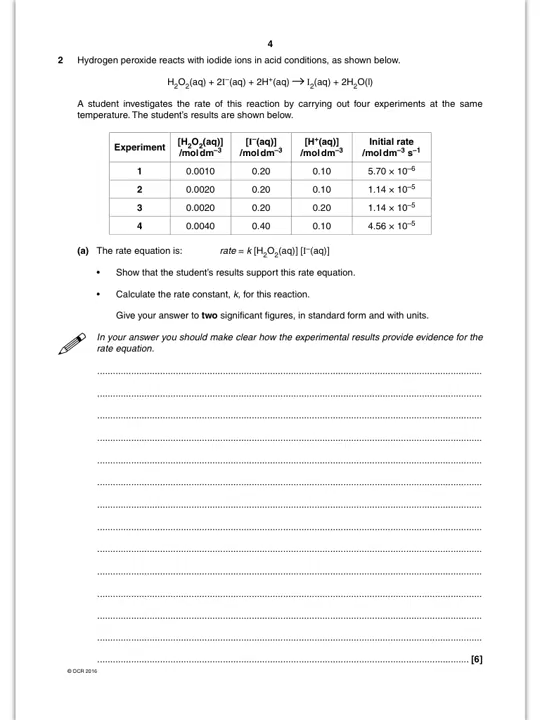 4
2 Hydrogen peroxide reacts with iodide ions in acid conditions, as shown below.
H₂O₂(aq) + 2I⁻(aq) + 2H⁺(aq) → I₂(aq) + 2H₂O(l)
A student investigates the rate of this reaction by carrying out four experiments at the same
temperature. The student's results are shown below.
Experiment [H₂O₂(aq)] /mol dm⁻³ [I⁻(aq)] /mol dm⁻³ [H⁺(aq)] /mol dm⁻³ Initial rate /mol dm⁻³ s⁻¹
1 0.0010 0.20 0.10 5.70 × 10⁻⁶
2 0.0020 0.20 0.10 1.14 × 10⁻⁵
3 0.0020 0.20 0.20 1.14 × 10⁻⁵
4 0.0040 0.40 0.10 4.56 × 10⁻⁵
(a) The rate equation is: rate = k [H₂O₂(aq)] [I⁻(aq)]
• Show that the student's results support this rate equation.
• Calculate the rate constant, k, for this reaction.
Give your answer to two significant figures, in standard form and with units.
In your answer you should make clear how the experimental results provide evidence for the
rate equation.
[6]
© OCR 2016